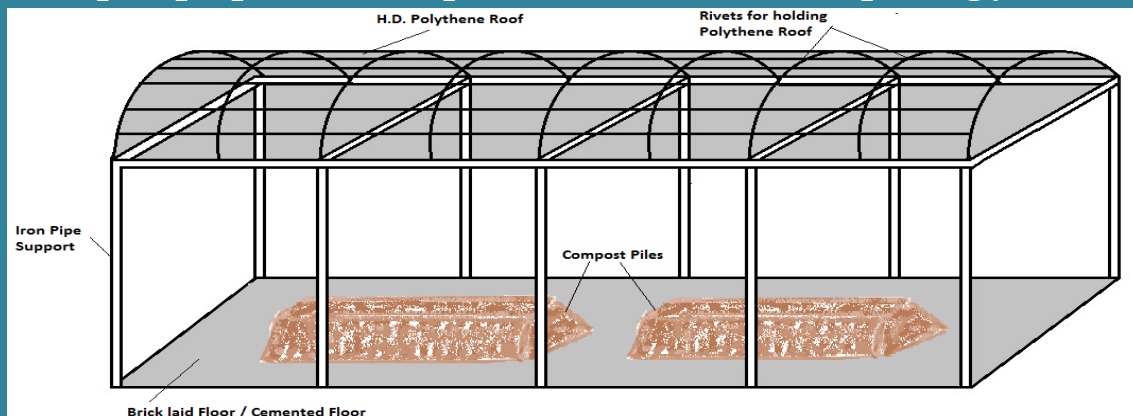 H.D. Polythene Roof
Rivets for holding
Polythene Roof
Iron Pipe
Support
Compost Piles
Brick laid Floor / Cemented Floor